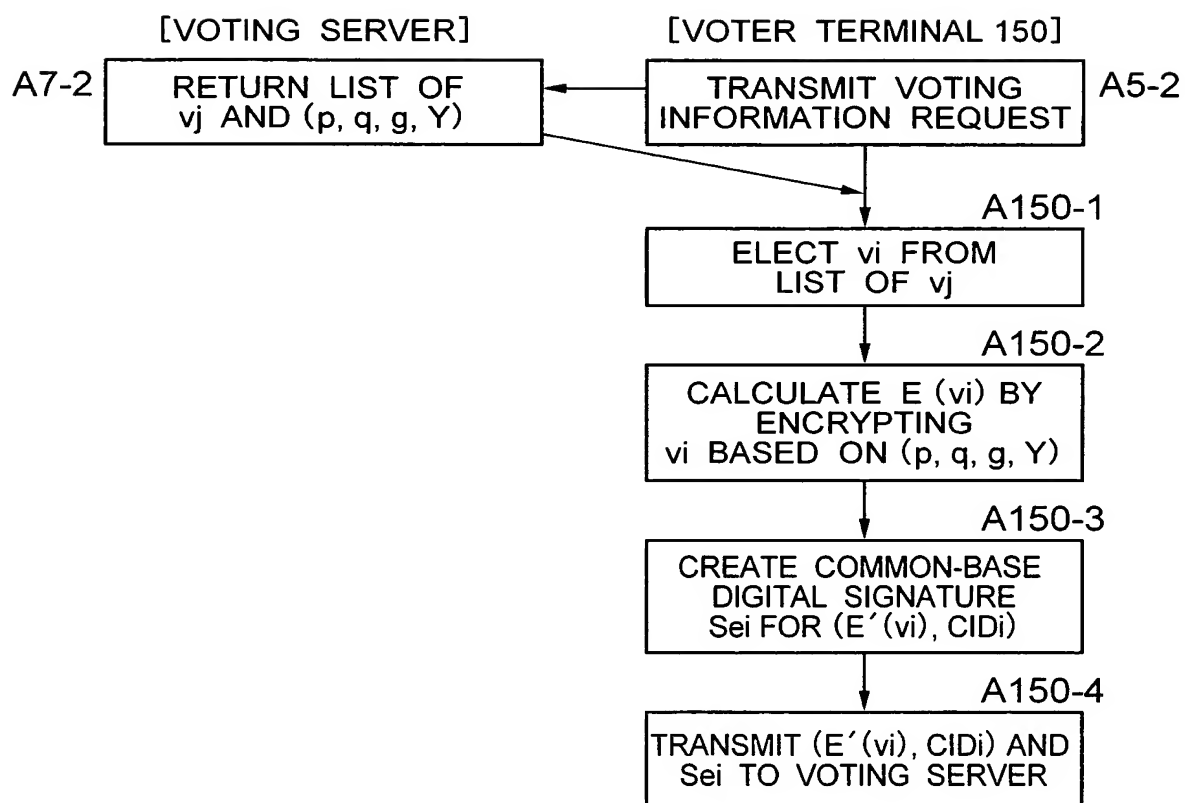 [VOTING SERVER]
[VOTER TERMINAL 150]
A7-2
RETURN LIST OF
vj AND (p, q, g, Y)
TRANSMIT VOTING
INFORMATION REQUEST
A5-2
A150-1
ELECT vi FROM
LIST OF vj
A150-2
CALCULATE E (vi) BY
ENCRYPTING
vi BASED ON (p, q, g, Y)
A150-3
CREATE COMMON-BASE
DIGITAL SIGNATURE
Sei FOR (E´(vi), CIDi)
A150-4
TRANSMIT (E´(vi), CIDi) AND
Sei TO VOTING SERVER